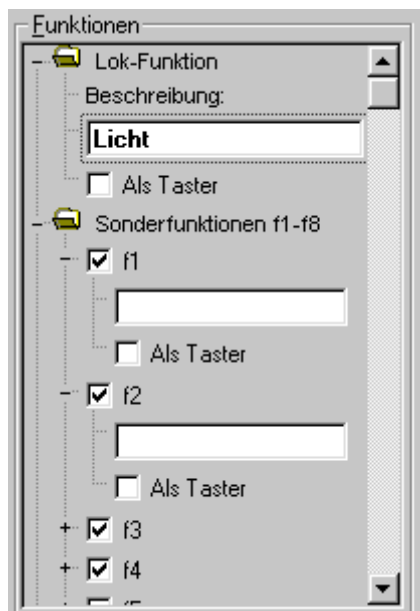 Funktionen
Lok-Funktion
Beschreibung:
Licht
Als Taster
Sonderfunktionen f1-f8
f1
Als Taster
f2
Als Taster
f3
f4